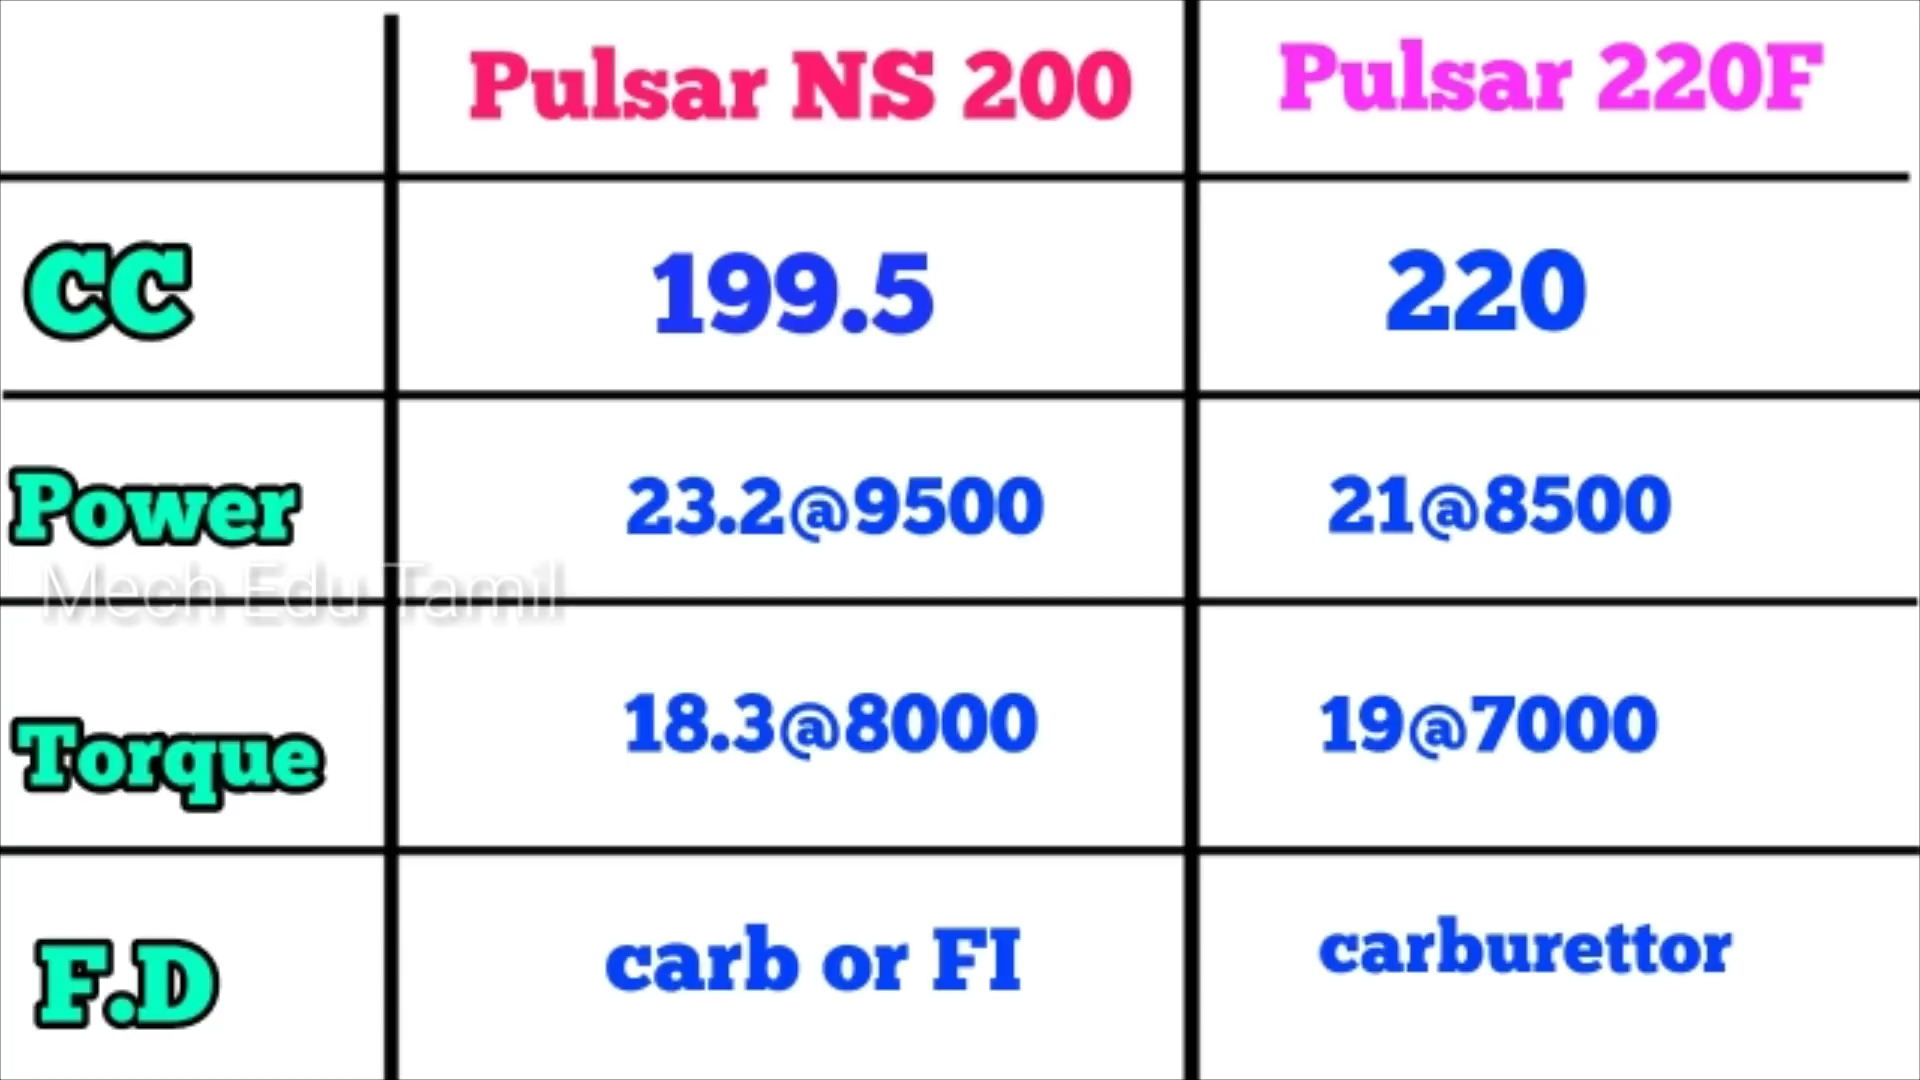 Pulsar NS 200 Pulsar 220F
CC 199.5 220
Power 23.2@9500 21@8500
Mech Edu Tamil
Torque 18.3@8000 19@7000
F.D carb or FI carburettor